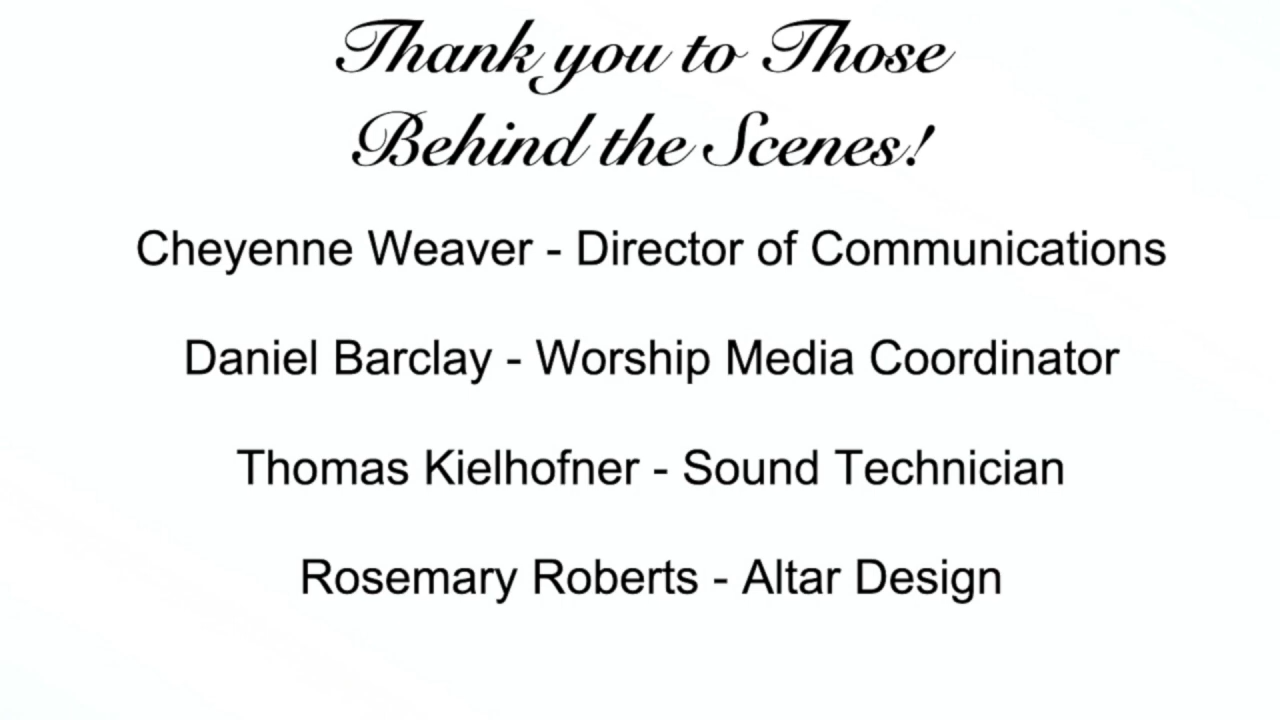 Thank you to Those
Behind the Scenes!
Cheyenne Weaver - Director of Communications
Daniel Barclay - Worship Media Coordinator
Thomas Kielhofner - Sound Technician
Rosemary Roberts - Altar Design